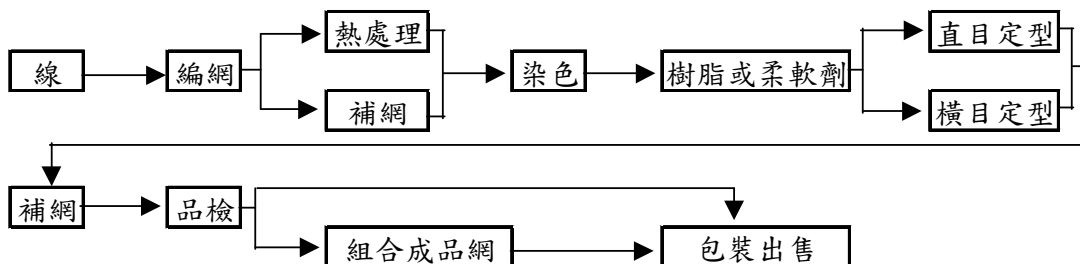 線
編網
熱處理
補網
染色
樹脂或柔軟劑
直目定型
橫目定型
補網
品檢
組合成品網
包裝出售